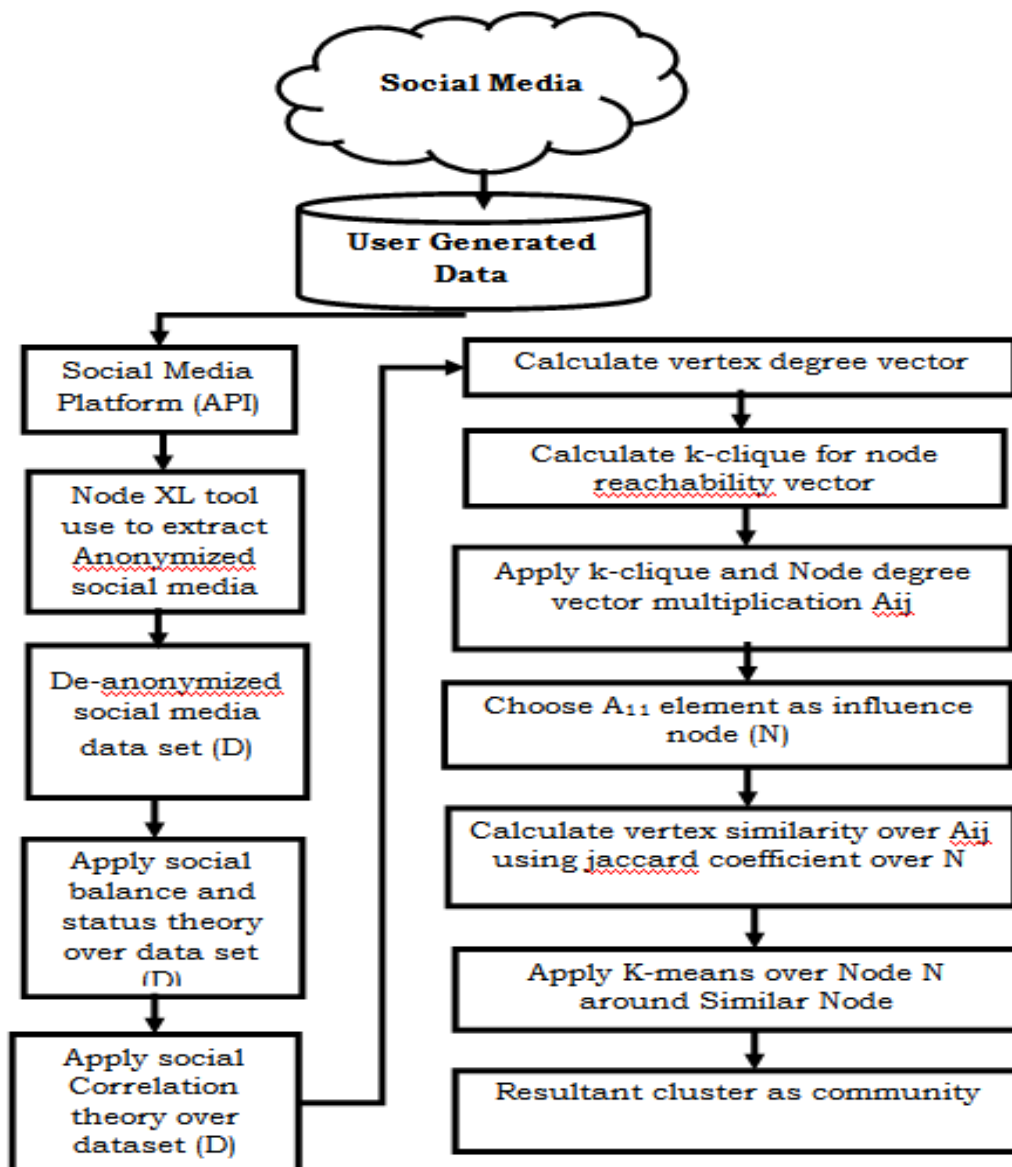 Social Media
User Generated
Data
Social Media
Platform (API)
Node XL tool
use to extract
Anonymized
social media
De-anonymized
social media
data set (D)
Apply social
balance and
status theory
over data set
(D)
Apply social
Correlation
theory over
dataset (D)
Calculate vertex degree vector
Calculate k-clique for node
reachability vector
Apply k-clique and Node degree
vector multiplication Aij
Choose A₁₁ element as influence
node (N)
Calculate vertex similarity over Aij
using jaccard coefficient over N
Apply K-means over Node N
around Similar Node
Resultant cluster as community